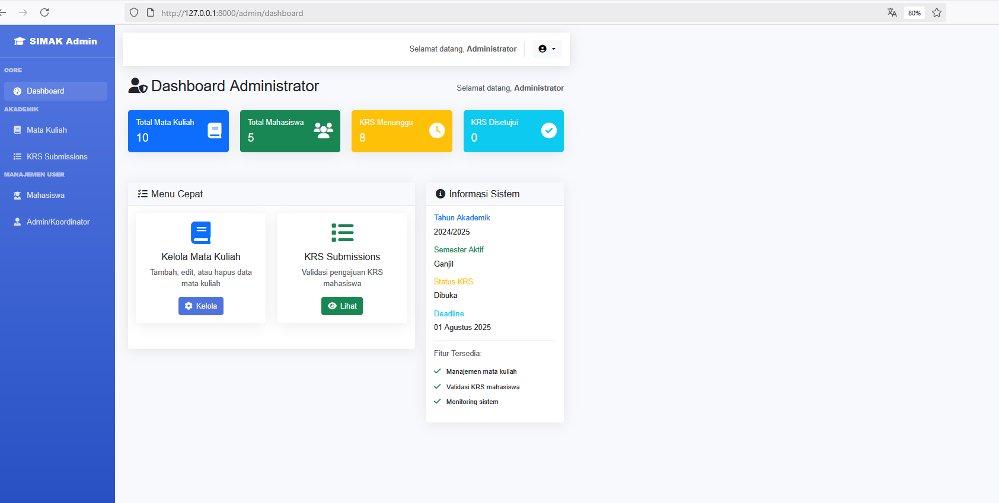 http://127.0.0.1:8000/admin/dashboard
80%
SIMAK Admin
CORE
Dashboard
AKADEMIK
Mata Kuliah
KRS Submissions
MANAJEMEN USER
Mahasiswa
Admin/Koordinator
Selamat datang, Administrator
Dashboard Administrator
Selamat datang, Administrator
Total Mata Kuliah
10
Total Mahasiswa
5
KRS Menunggu
8
KRS Disetujui
0
Menu Cepat
Kelola Mata Kuliah
Tambah, edit, atau hapus data
mata kuliah
Kelola
KRS Submissions
Validasi pengajuan KRS
mahasiswa
Lihat
Informasi Sistem
Tahun Akademik
2024/2025
Semester Aktif
Ganjil
Status KRS
Dibuka
Deadline
01 Agustus 2025
Fitur Tersedia:
Manajemen mata kuliah
Validasi KRS mahasiswa
Monitoring sistem